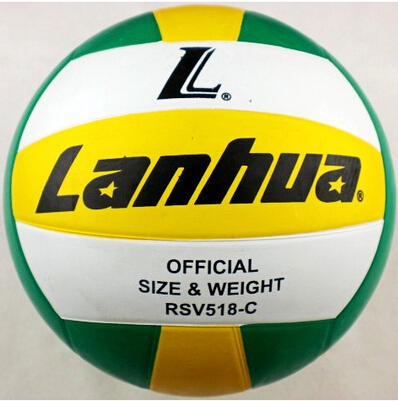 L®
Lanhua®
OFFICIAL
SIZE & WEIGHT
RSV518-C